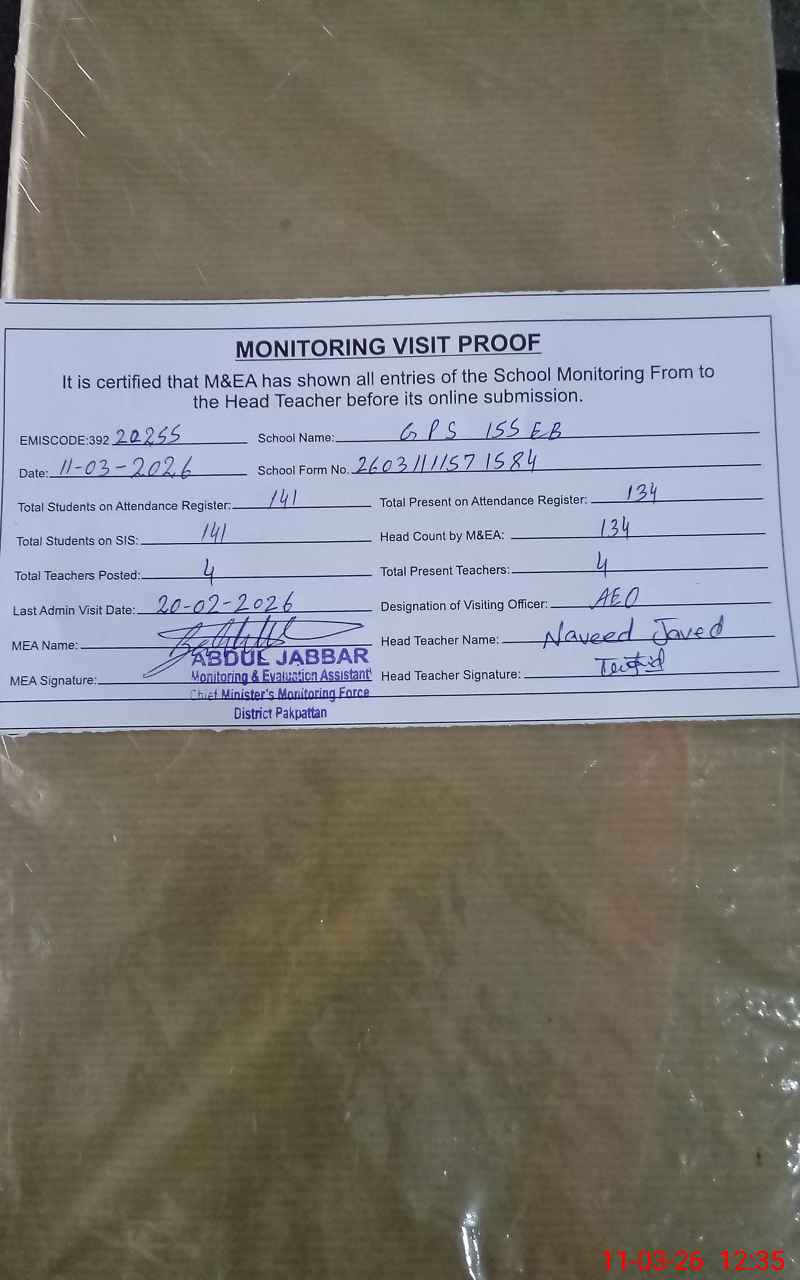 MONITORING VISIT PROOF
It is certified that M&EA has shown all entries of the School Monitoring From to
the Head Teacher before its online submission.
EMISCODE:392 20255 School Name: GPS 155 EB
Date: 11-03-2026 School Form No. 26031111571584
Total Students on Attendance Register: 141 Total Present on Attendance Register: 134
Total Students on SIS: 141 Head Count by M&EA: 134
Total Teachers Posted: 4 Total Present Teachers: 4
Last Admin Visit Date: 20-02-2026 Designation of Visiting Officer: AEO
MEA Name: Head Teacher Name: Naveed Javed
ABDUL JABBAR
MEA Signature: Head Teacher Signature:
Monitoring & Evaluation Assistant
Chief Minister's Monitoring Force
District Pakpattan
11-03-26 12:35